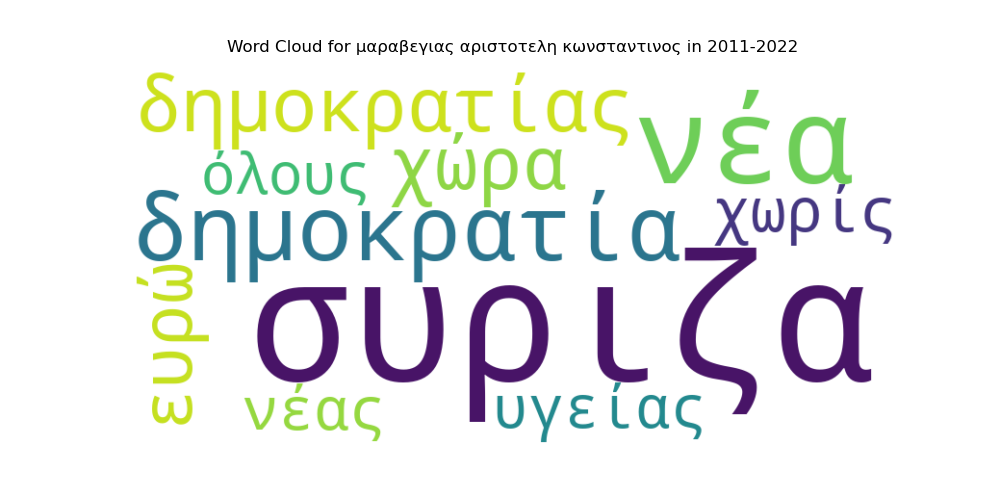 Word Cloud for μαραβεγιας αριστοτελη κωνσταντινος in 2011-2022
δημοκρατίας
νέα
όλους
χώρα
δημοκρατία
χωρίς
ευρώ
συριζα
νέας
υγείας